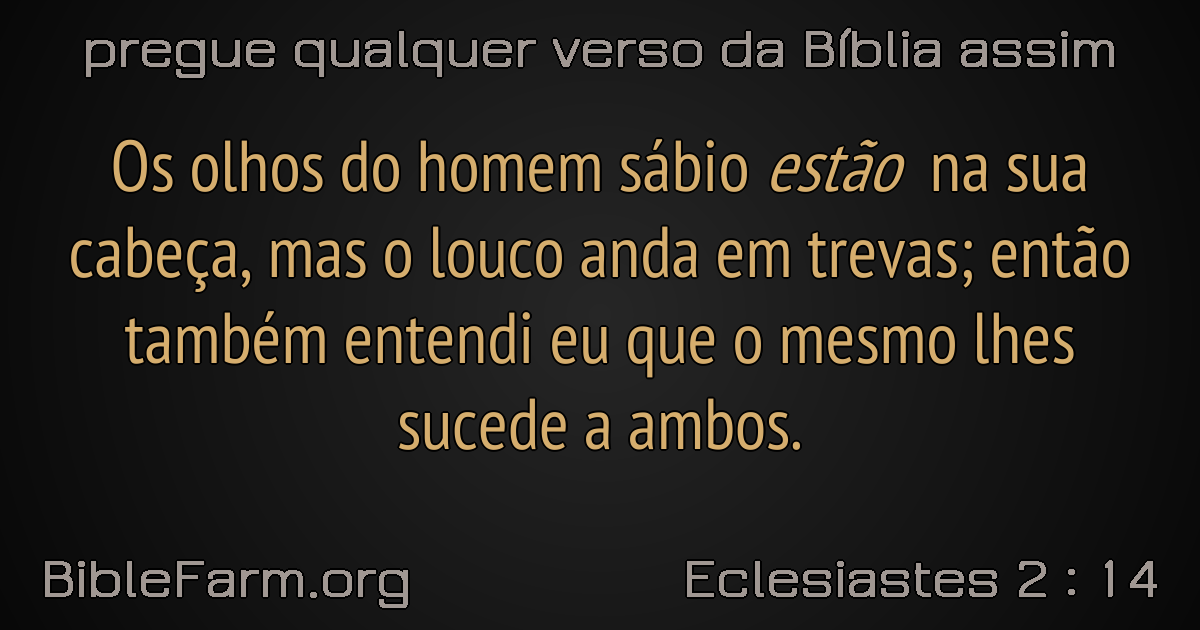 pregue qualquer verso da Bíblia assim
Os olhos do homem sábio estão na sua
cabeça, mas o louco anda em trevas; então
também entendi eu que o mesmo lhes
sucede a ambos.
BibleFarm.org
Eclesiastes 2 : 14